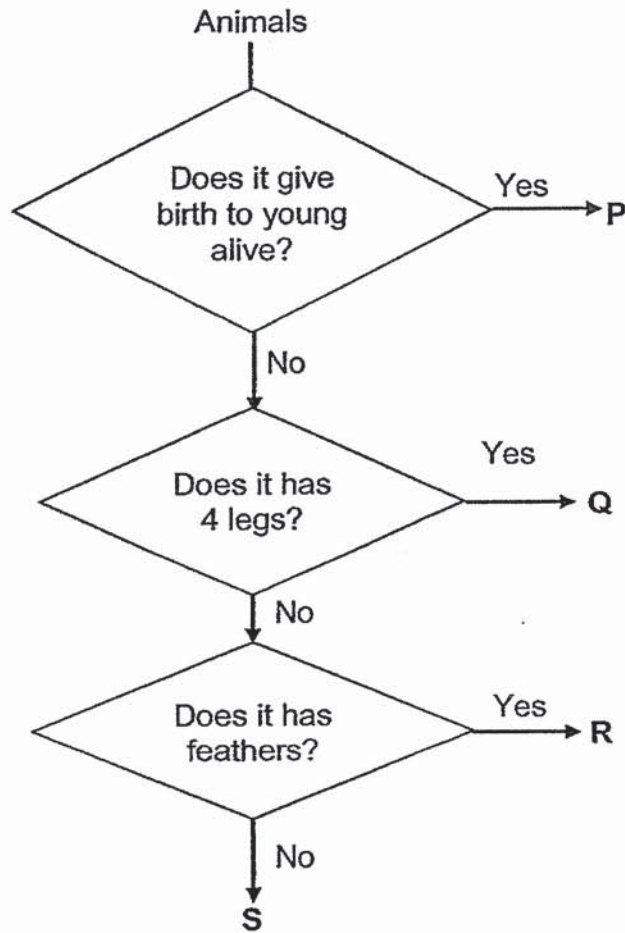 Animals
Does it give
birth to young
alive?
Yes
P
No
Does it has
4 legs?
Yes
Q
No
Does it has
feathers?
Yes
R
No
S